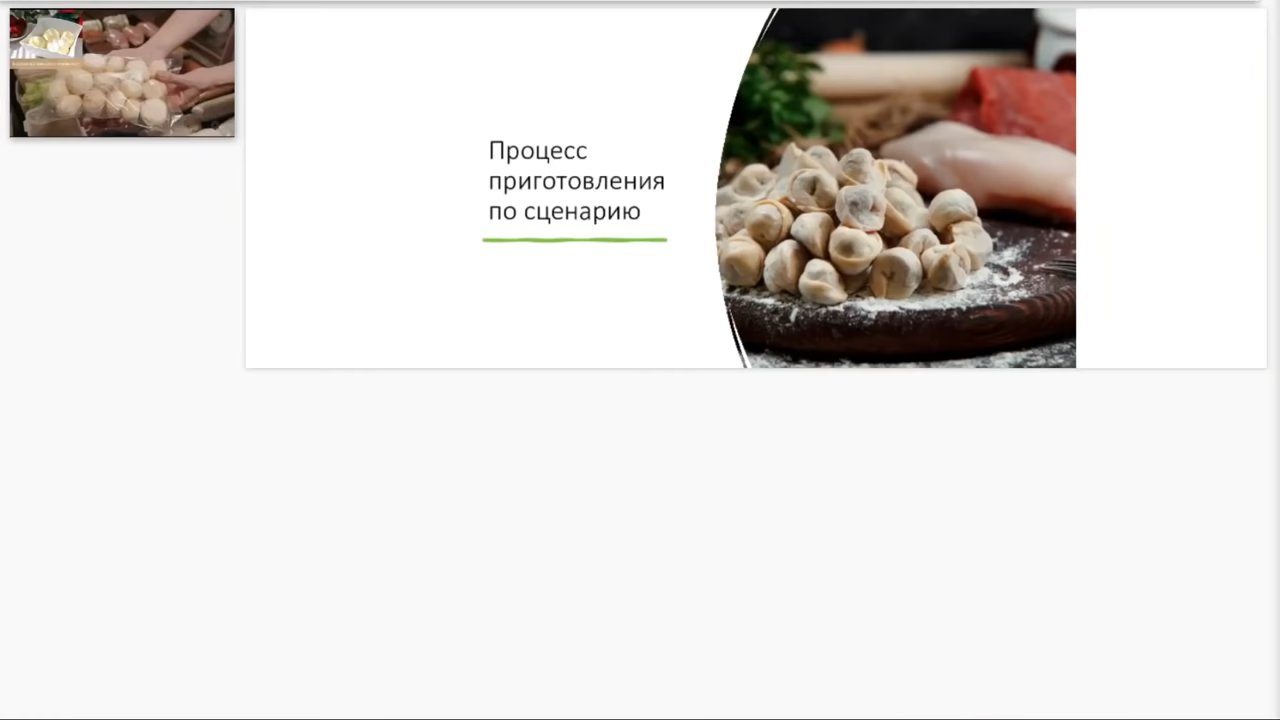 Процесс
приготовления
по сценарию